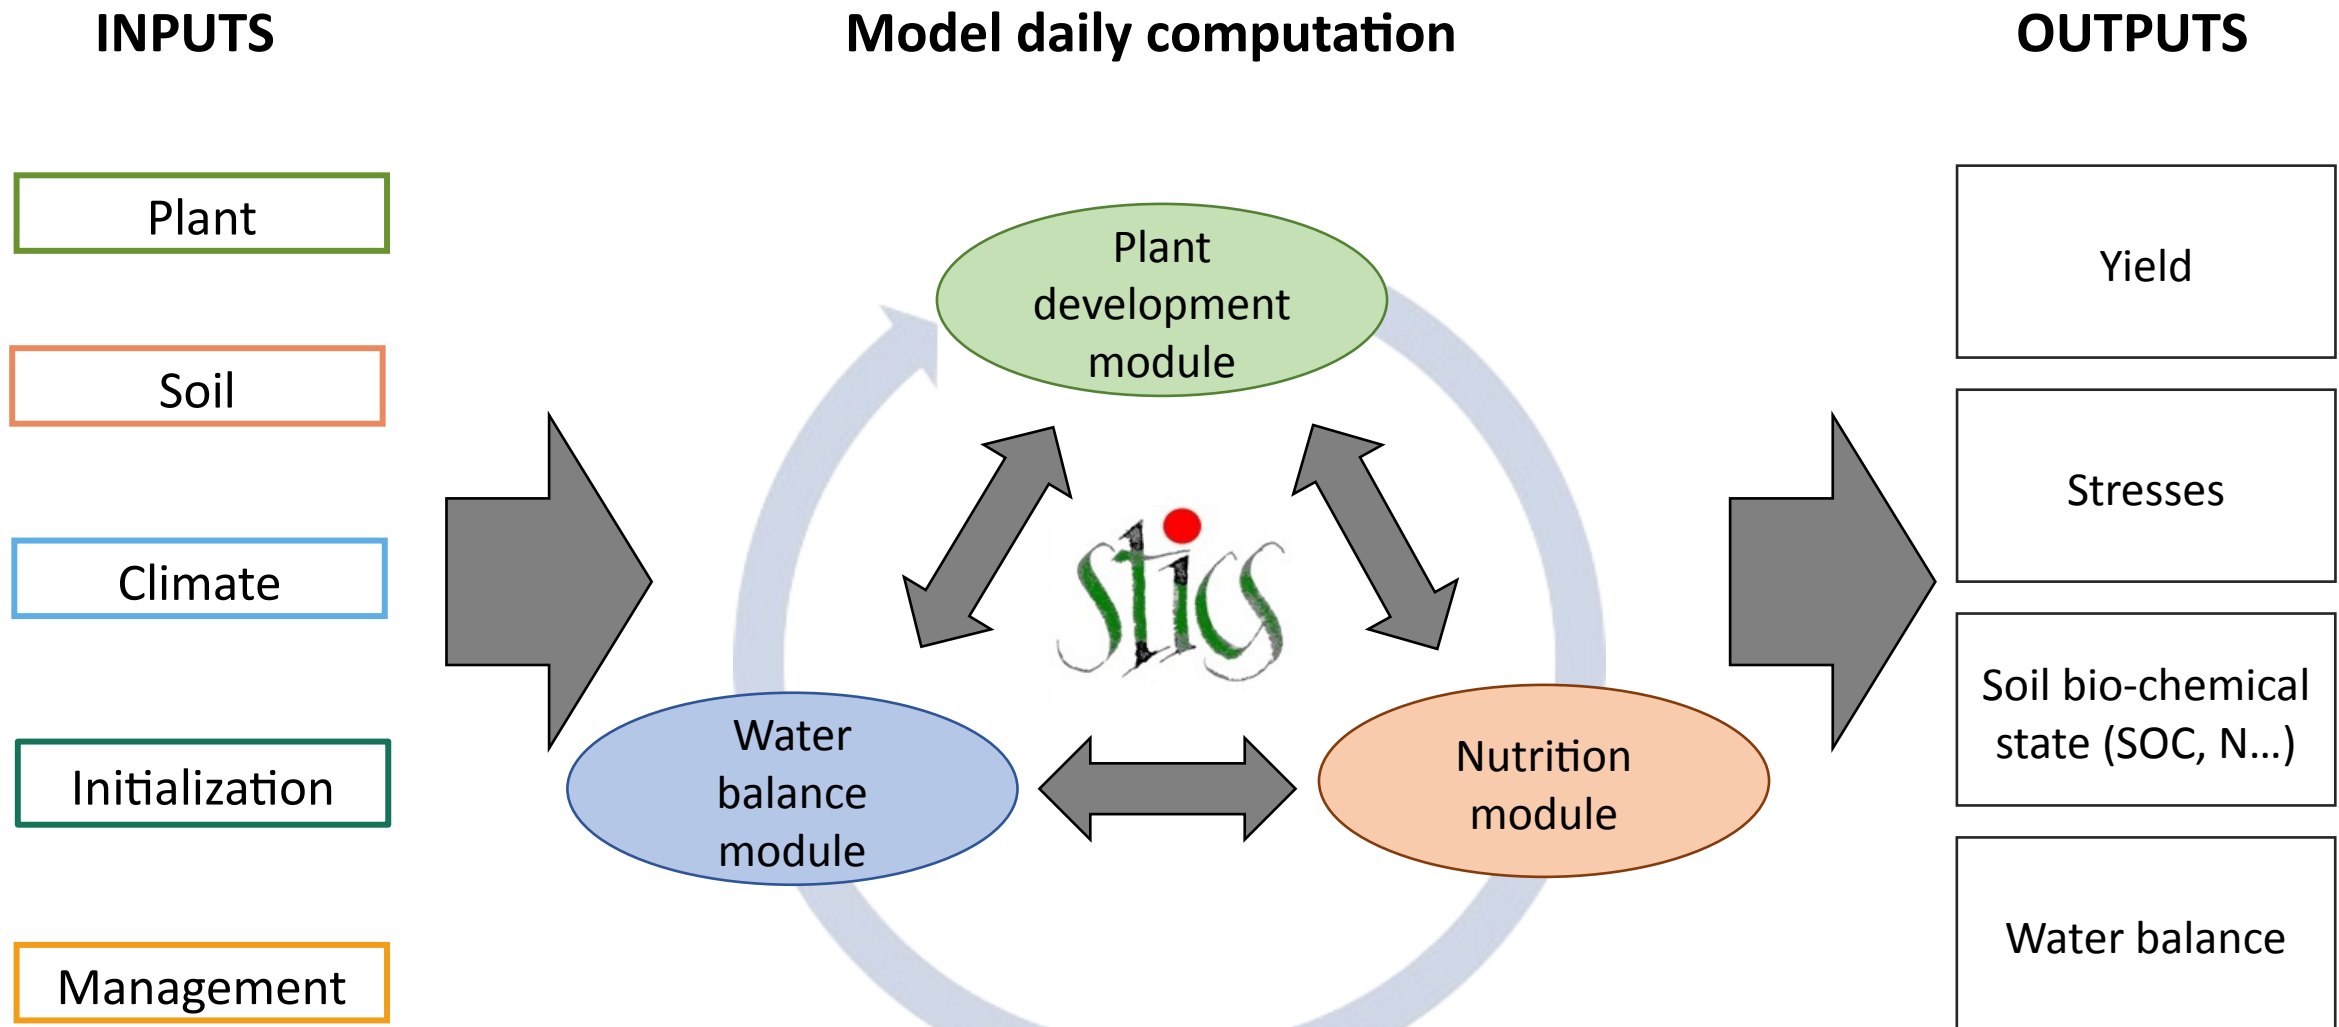 INPUTS
Model daily computation
OUTPUTS
Plant
Soil
Climate
Initialization
Management
Plant
development
module
stics
Water
balance
module
Nutrition
module
Yield
Stresses
Soil bio-chemical
state (SOC, N...)
Water balance